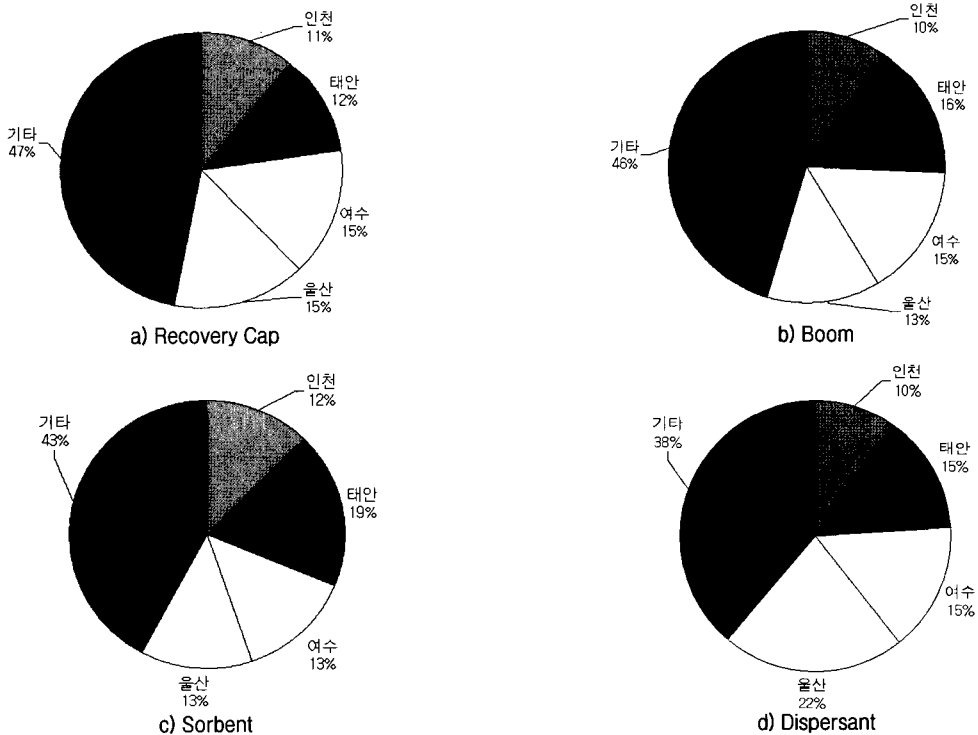 인천
11%
태안
12%
여수
15%
울산
15%
기타
47%
a) Recovery Cap
인천
10%
태안
16%
여수
15%
울산
13%
기타
46%
b) Boom
인천
12%
태안
19%
여수
13%
울산
13%
기타
43%
c) Sorbent
인천
10%
태안
15%
여수
15%
울산
22%
기타
38%
d) Dispersant